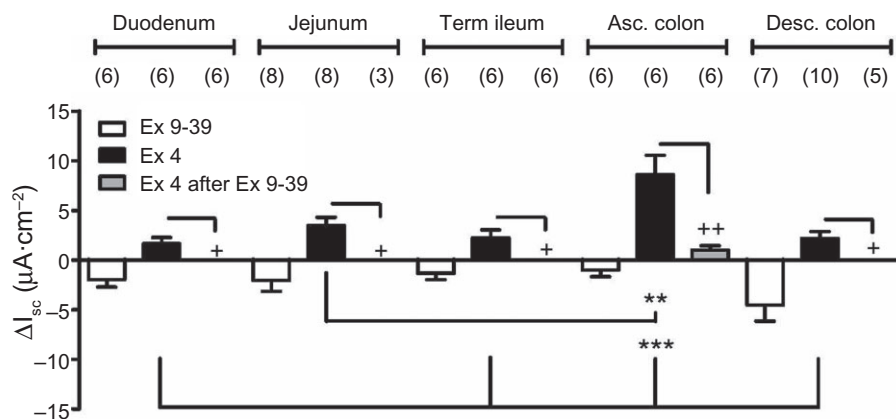 Duodenum Jejunum Term ileum Asc. colon Desc. colon
(6) (6) (6) (8) (8) (3) (6) (6) (6) (6) (6) (6) (7) (10) (5)
15
Ex 9-39
10
Ex 4
Ex 4 after Ex 9-39
5
++
+ + + +
0
ΔIsc (μA·cm−2)
**
−5
***
−10
−15